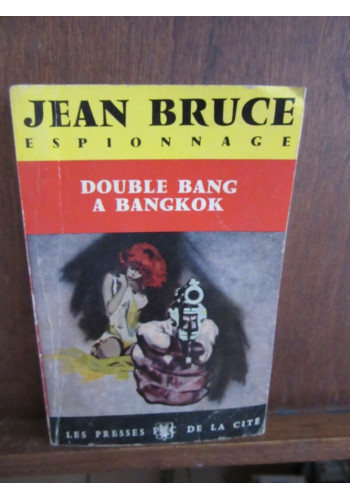 JEAN BRUCE
ESPIONNAGE
DOUBLE BANG
A BANGKOK
LES PRESSES DE LA CITÉ